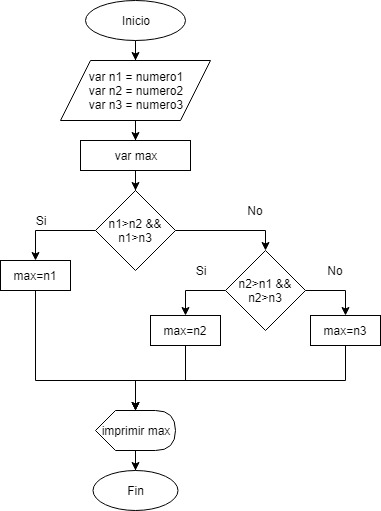 Inicio
var n1 = numero1
var n2 = numero2
var n3 = numero3
var max
n1>n2 &&
n1>n3
Si
No
max=n1
n2>n1 &&
n2>n3
Si
No
max=n2
max=n3
imprimir max
Fin